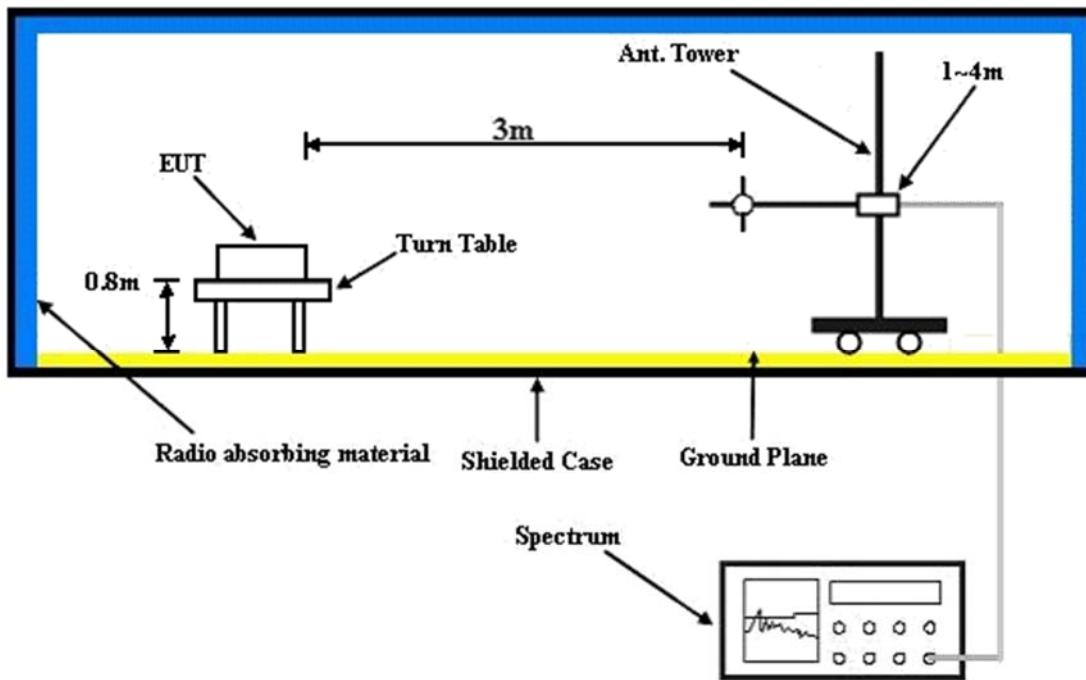 Ant. Tower
1~4m
3m
EUT
Turn Table
0.8m
Radio absorbing material
Shielded Case
Ground Plane
Spectrum